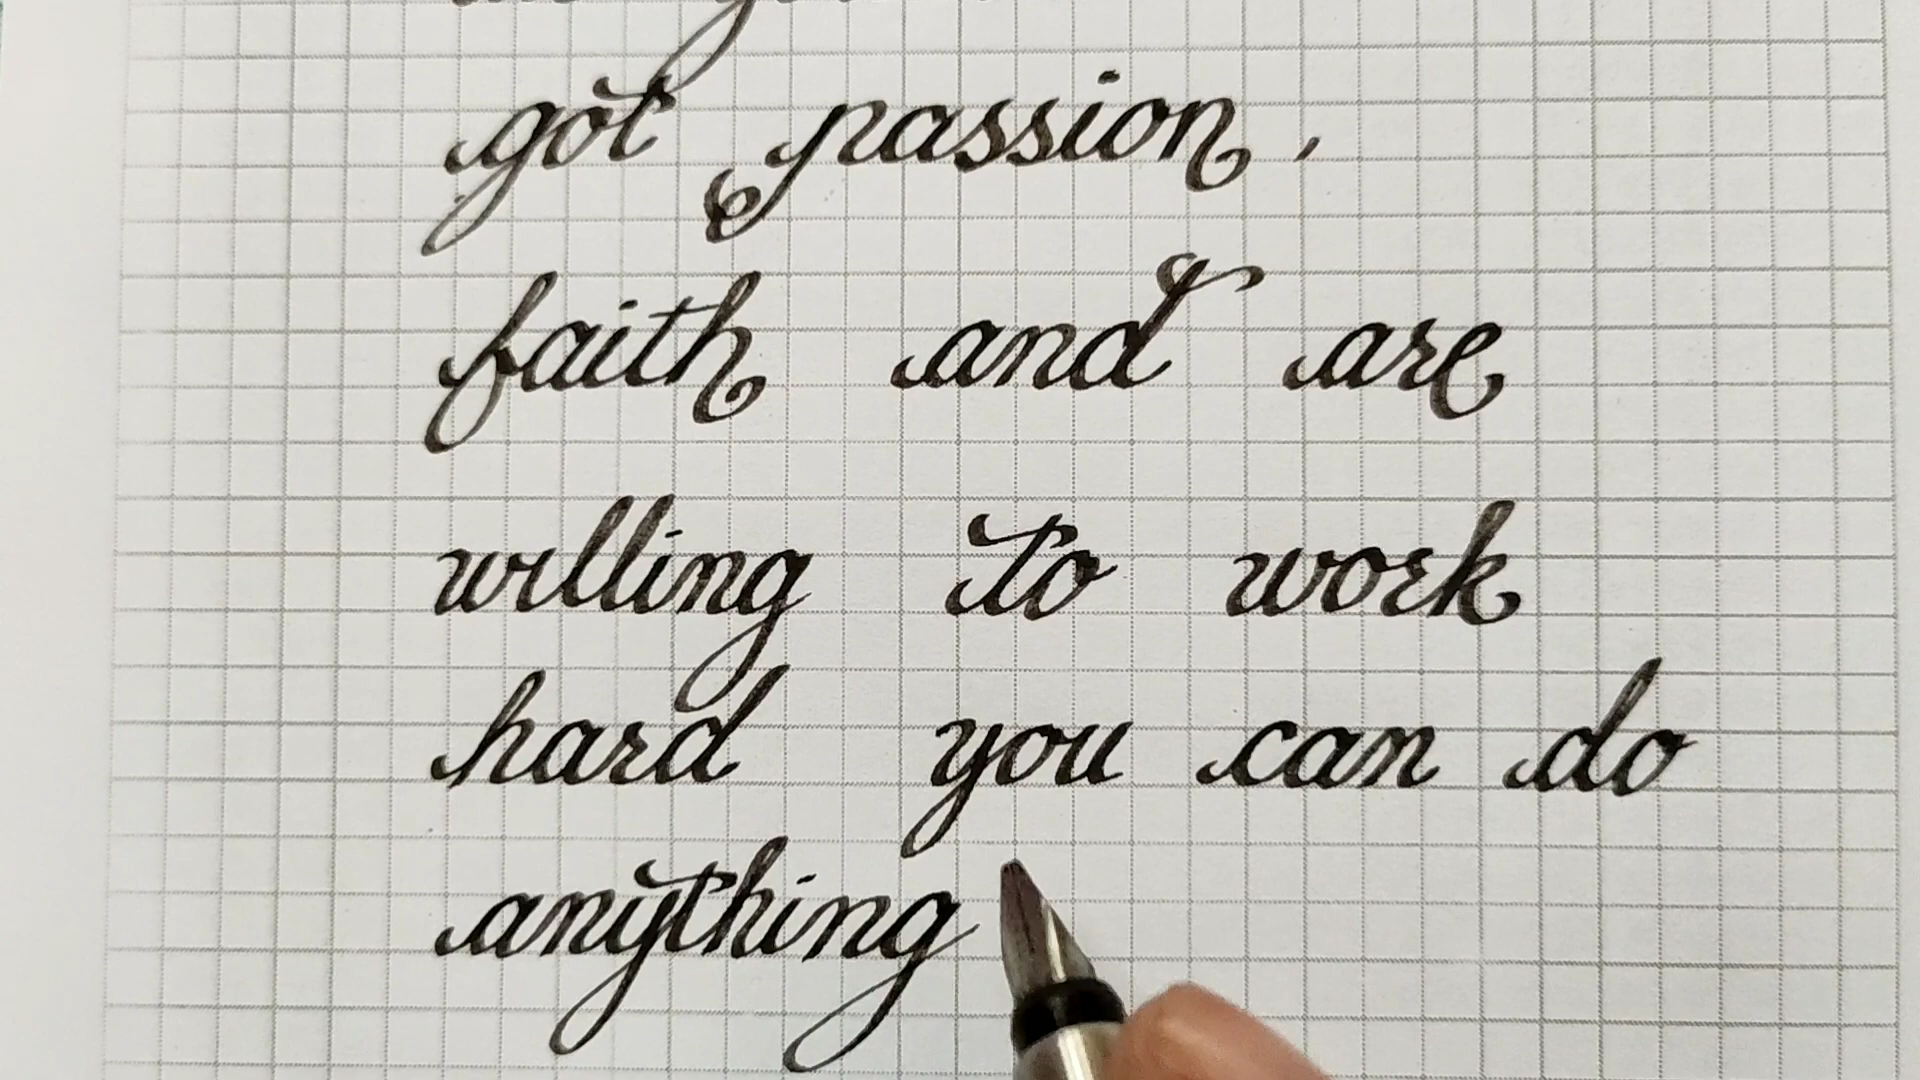 got passion,
faith and are
willing to work
hard you can do
anything